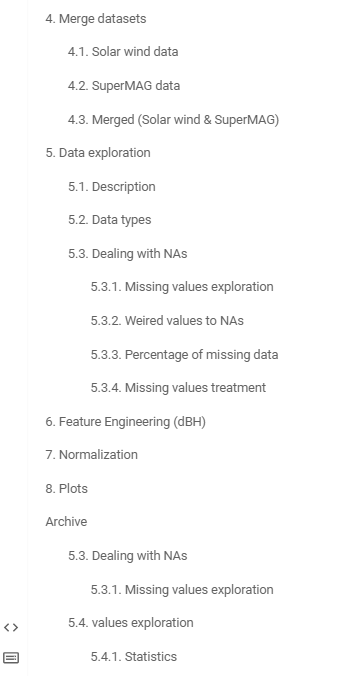 4. Merge datasets
4.1. Solar wind data
4.2. SuperMAG data
4.3. Merged (Solar wind & SuperMAG)
5. Data exploration
5.1. Description
5.2. Data types
5.3. Dealing with NAs
5.3.1. Missing values exploration
5.3.2. Weired values to NAs
5.3.3. Percentage of missing data
5.3.4. Missing values treatment
6. Feature Engineering (dBH)
7. Normalization
8. Plots
Archive
5.3. Dealing with NAs
5.3.1. Missing values exploration
5.4. values exploration
5.4.1. Statistics